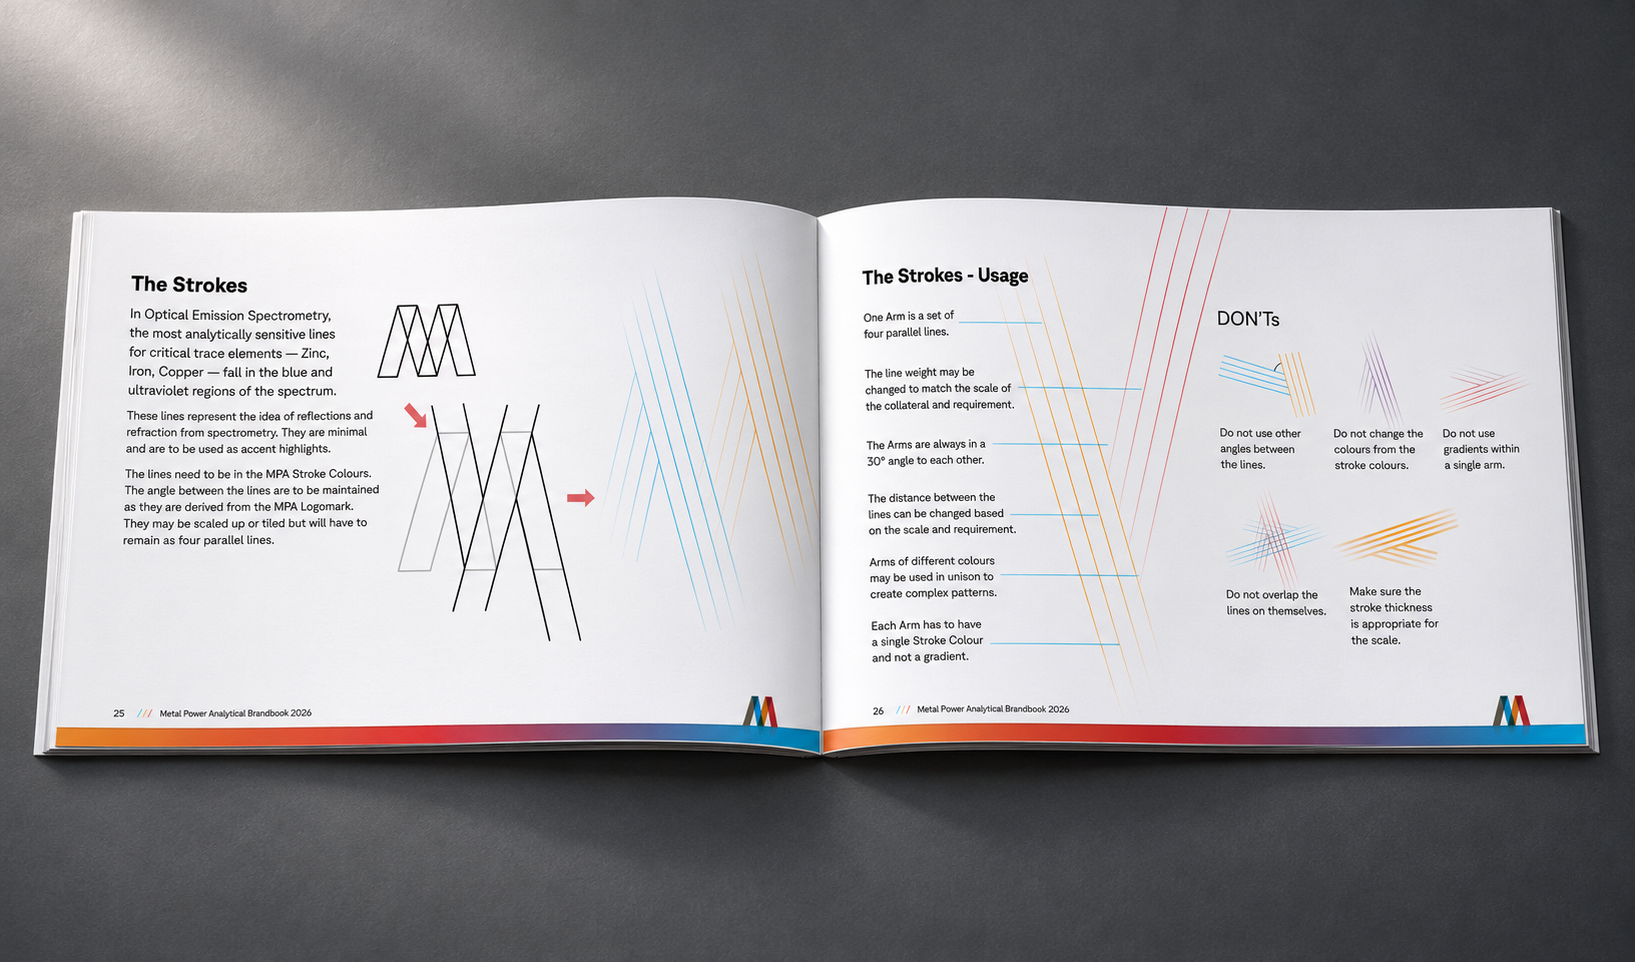 The Strokes
In Optical Emission Spectrometry,
the most analytically sensitive lines
for critical trace elements — Zinc,
Iron, Copper — fall in the blue and
ultraviolet regions of the spectrum.
These lines represent the idea of reflections and
refraction from spectrometry. They are minimal
and are to be used as accent highlights.
The lines need to be in the MPA Stroke Colours.
The angle between the lines are to be maintained
as they are derived from the MPA Logomark.
They may be scaled up or tiled but will have to
remain as four parallel lines.
25 /// Metal Power Analytical Brandbook 2026
The Strokes - Usage
One Arm is a set of
four parallel lines.
The line weight may be
changed to match the scale of
the collateral and requirement.
The Arms are always in a
30° angle to each other.
The distance between the
lines can be changed based
on the scale and requirement.
Arms of different colours
may be used in unison to
create complex patterns.
Each Arm has to have
a single Stroke Colour
and not a gradient.
DON'Ts
Do not use other
angles between
the lines.
Do not change the
colours from the
stroke colours.
Do not use
gradients within
a single arm.
Do not overlap the
lines on themselves.
Make sure the
stroke thickness
is appropriate for
the scale.
26 /// Metal Power Analytical Brandbook 2026